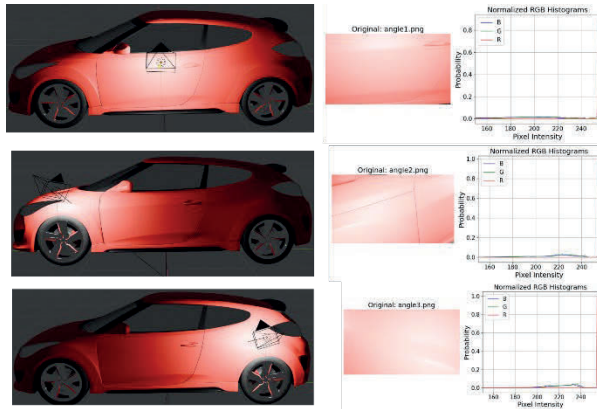 Original: angle1.png
Normalized RGB Histograms
B
G
R
Probability
0.8
0.6
0.4
0.2
0.0
160 180 200 220 240
Pixel Intensity
Original: angle2.png
Normalized RGB Histograms
B
G
R
Probability
1.0
0.8
0.6
0.4
0.2
0.0
160 180 200 220 240
Pixel Intensity
Original: angle3.png
Normalized RGB Histograms
B
G
R
Probability
1.0
0.8
0.6
0.4
0.2
0.0
160 180 200 220 240
Pixel Intensity